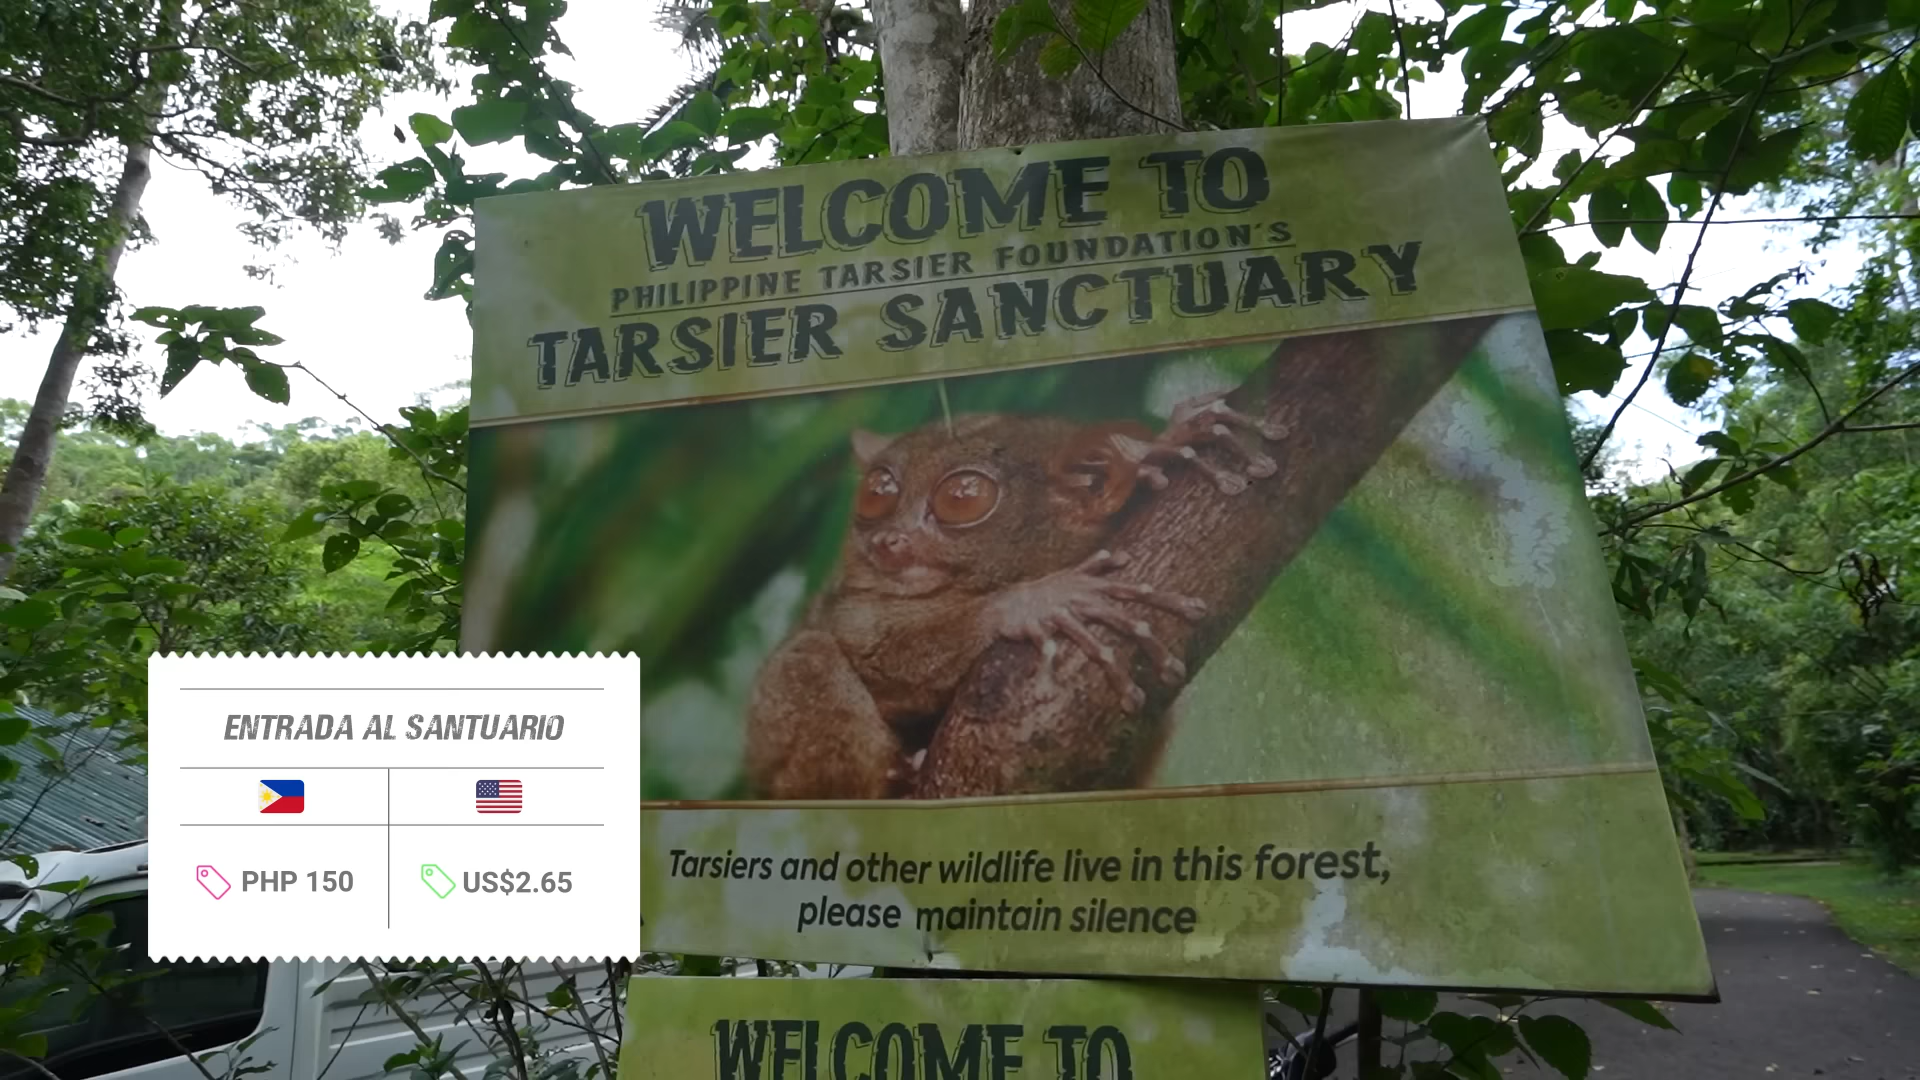 WELCOME TO
PHILIPPINE TARSIER FOUNDATION'S
TARSIER SANCTUARY
Tarsiers and other wildlife live in this forest,
please maintain silence
ENTRADA AL SANTUARIO
PHP 150
US$2.65
WELCOME TO